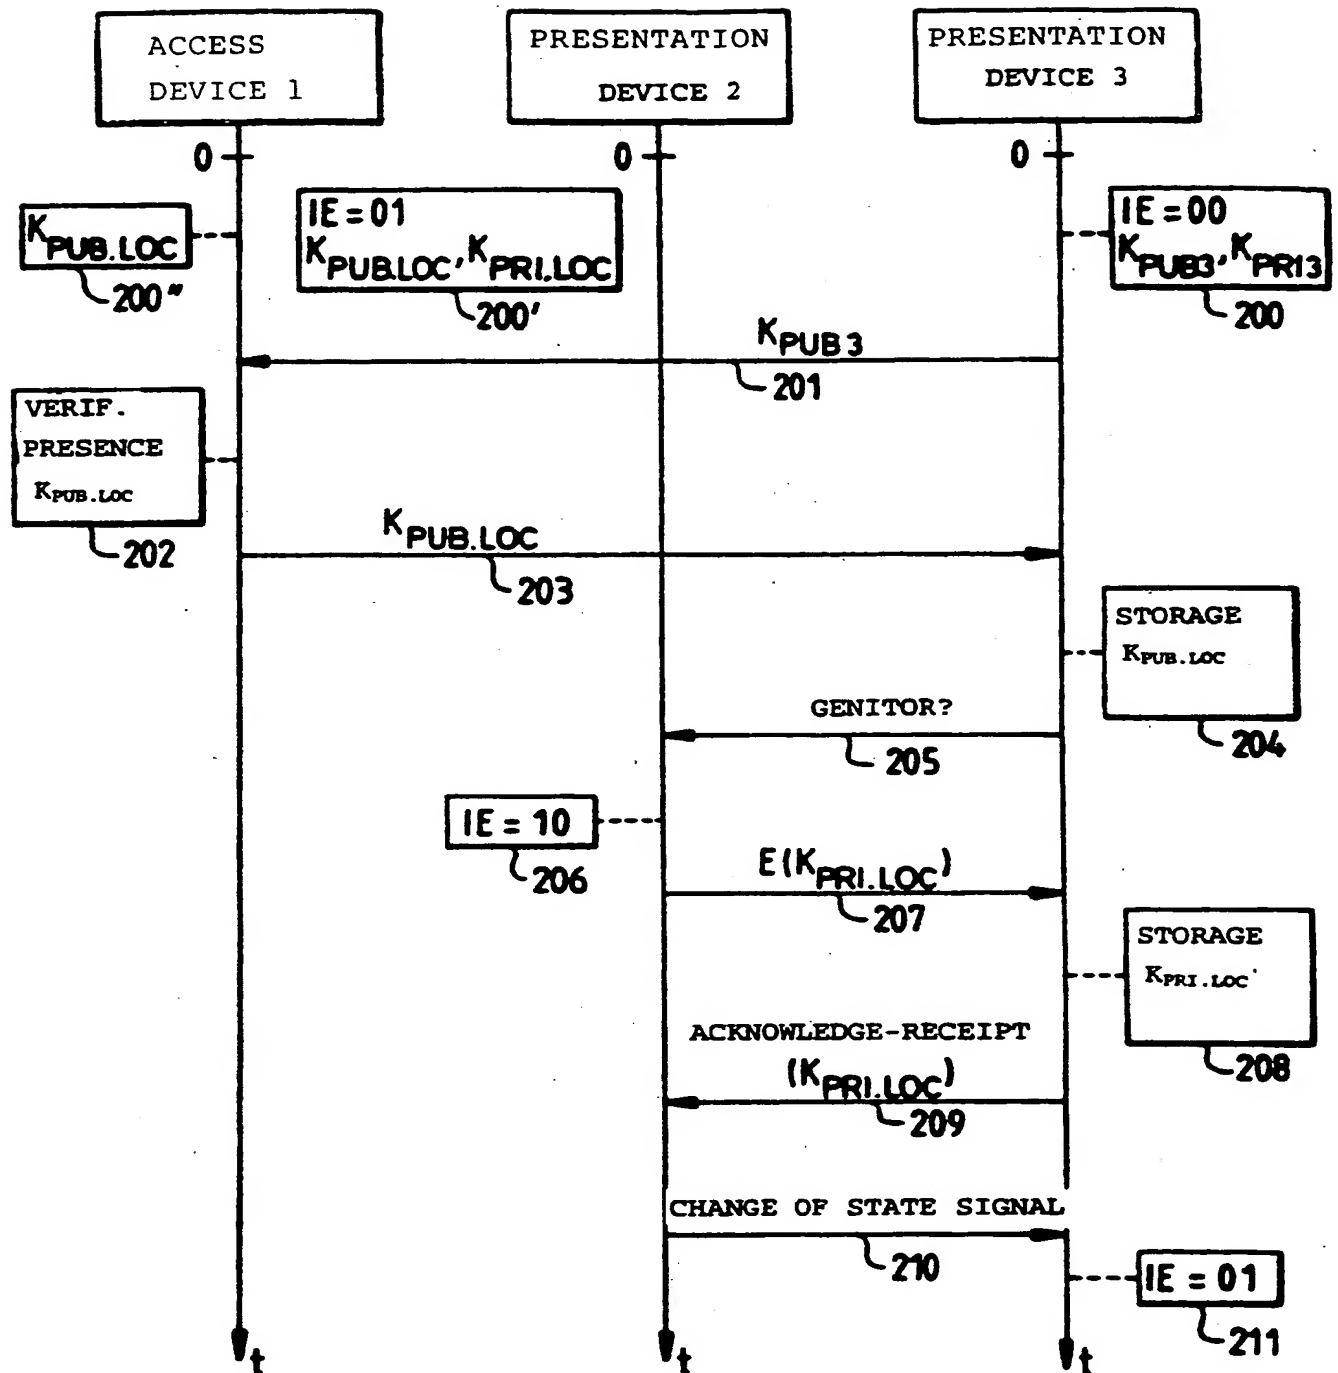 ACCESS
DEVICE 1
PRESENTATION
DEVICE 2
PRESENTATION
DEVICE 3
0
0
0
KPUB.LOC
200"
IE = 01
KPUB.LOC, KPRI.LOC
200'
IE = 00
KPUB3, KPRI3
200
KPUB3
201
VERIF.
PRESENCE
KPUB.LOC
202
KPUB.LOC
203
STORAGE
KPUB.LOC
204
GENITOR?
205
IE = 10
206
E(KPRI.LOC)
207
STORAGE
KPRI.LOC
208
ACKNOWLEDGE-RECEIPT
(KPRI.LOC)
209
CHANGE OF STATE SIGNAL
210
IE = 01
211
t
t
t